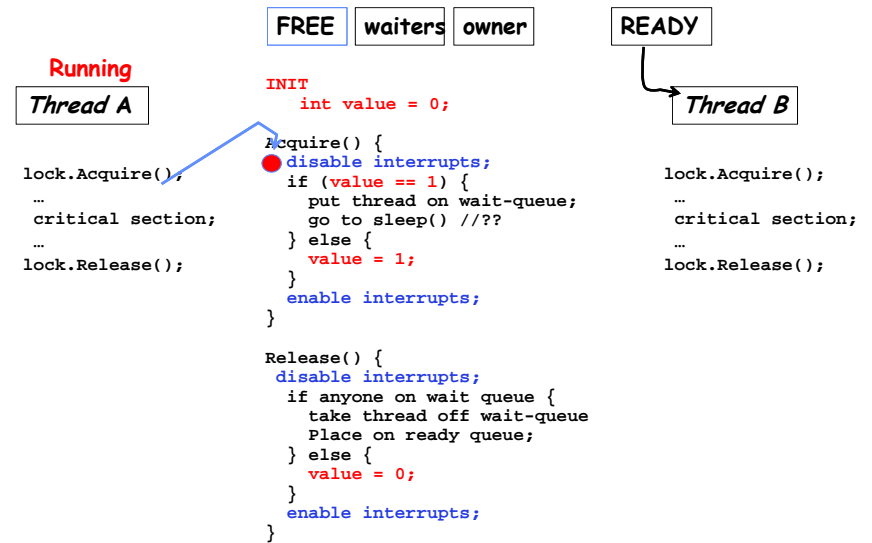 FREE waiters owner READY
Running
Thread A
Thread B
INIT
int value = 0;
lock.Acquire();
…
critical section;
…
lock.Release();
Acquire() {
disable interrupts;
if (value == 1) {
put thread on wait-queue;
go to sleep() //??
} else {
value = 1;
}
enable interrupts;
}
Release() {
disable interrupts;
if anyone on wait queue {
take thread off wait-queue
Place on ready queue;
} else {
value = 0;
}
enable interrupts;
}
lock.Acquire();
…
critical section;
…
lock.Release();